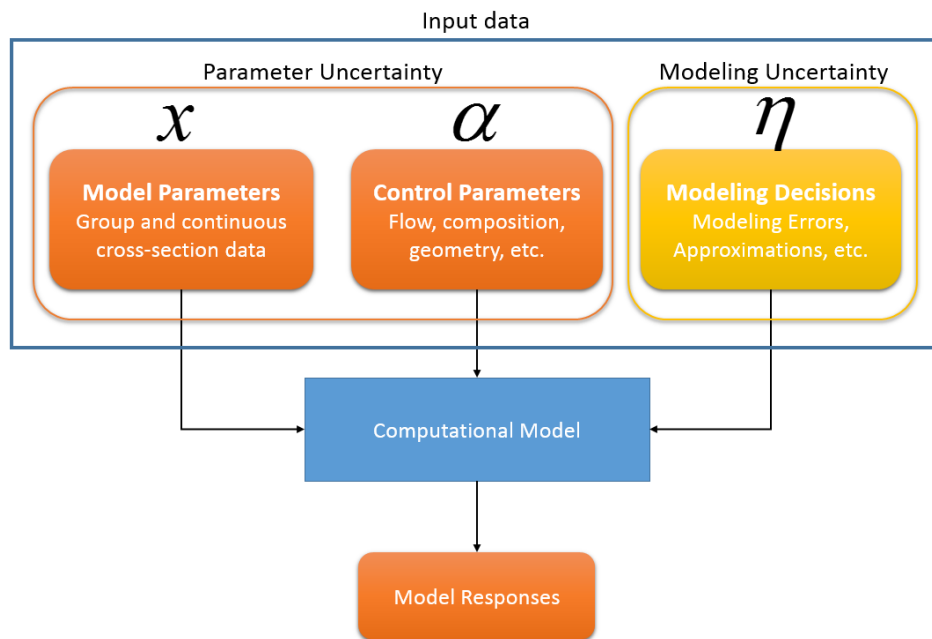 Input data
Parameter Uncertainty
Modeling Uncertainty
x
α
η
Model Parameters
Group and continuous
cross-section data
Control Parameters
Flow, composition,
geometry, etc.
Modeling Decisions
Modeling Errors,
Approximations, etc.
Computational Model
Model Responses